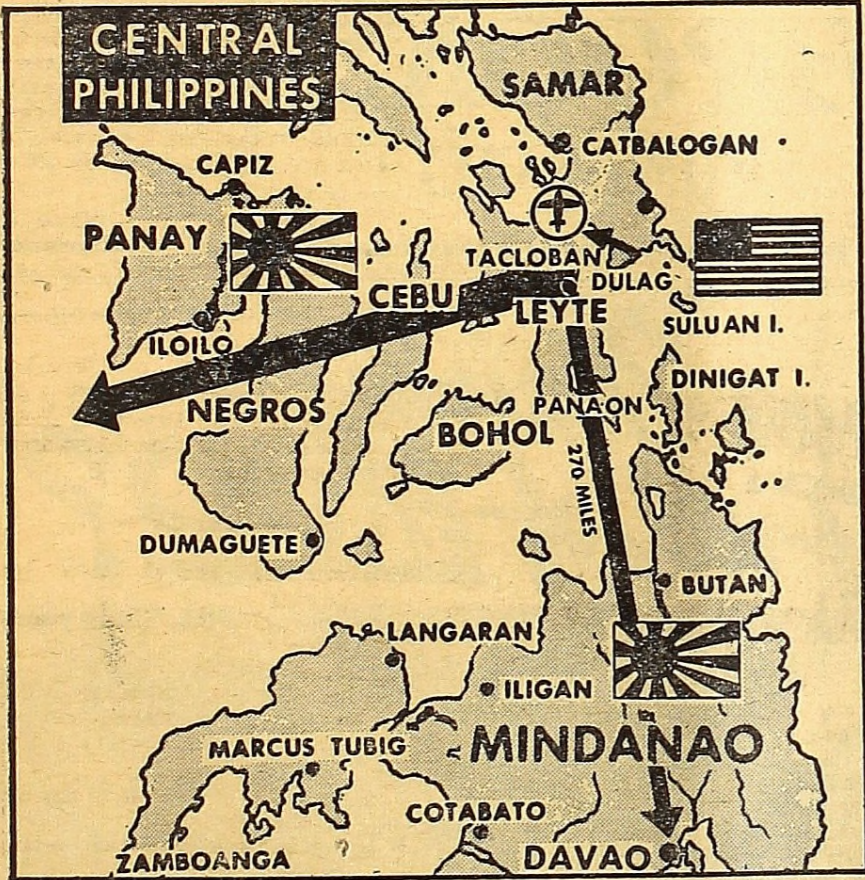 CENTRAL
PHILIPPINES
SAMAR
CATBALOGAN
CAPIZ
PANAY
TACLOBAN
DULAG
CEBU
LEYTE
SULUAN I.
ILOILO
DINIGAT I.
NEGROS
PANAON
BOHOL
270 MILES
DUMAGUETE
BUTAN
LANGARAN
ILIGAN
MARCUS TUBIG
MINDANAO
COTABATO
ZAMBOANGA
DAVAO